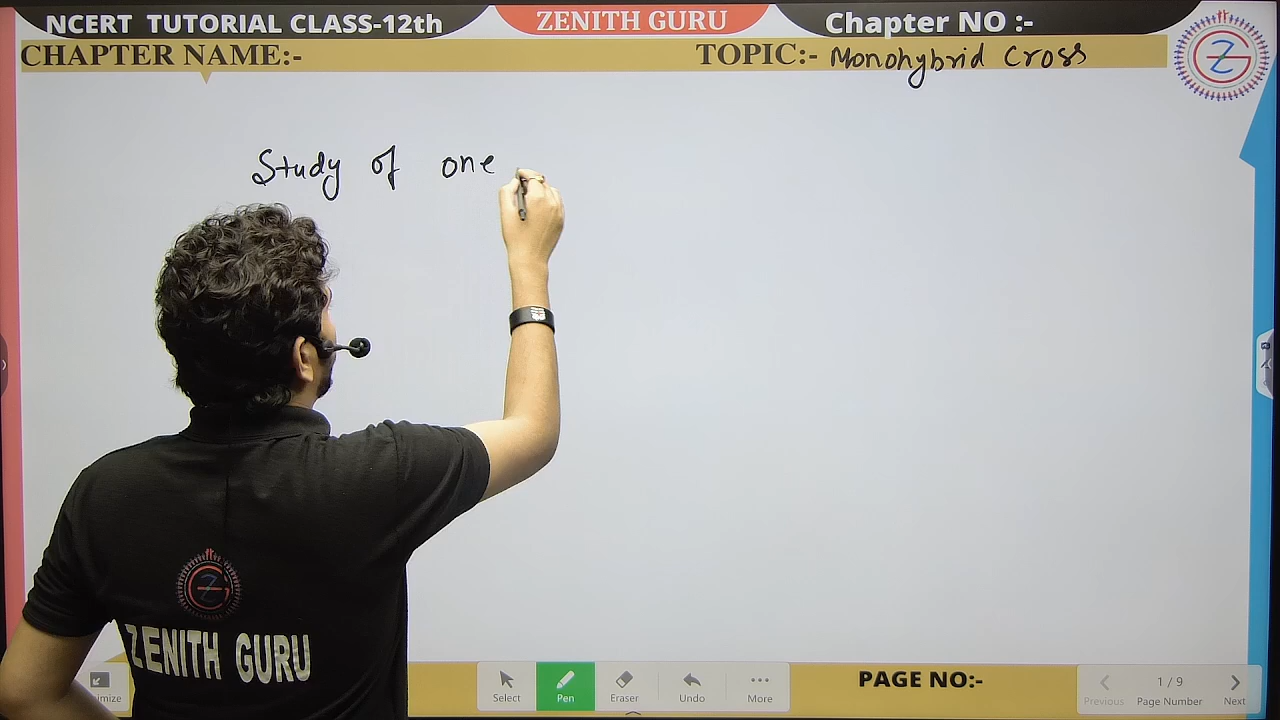 NCERT TUTORIAL CLASS-12th
ZENITH GURU
Chapter NO :-
CHAPTER NAME:-
TOPIC:- Monohybrid Cross
Study of one
ZENITH GURU
Select
Pen
Eraser
Undo
More
PAGE NO:-
Previous
1 / 9
Page Number
Next